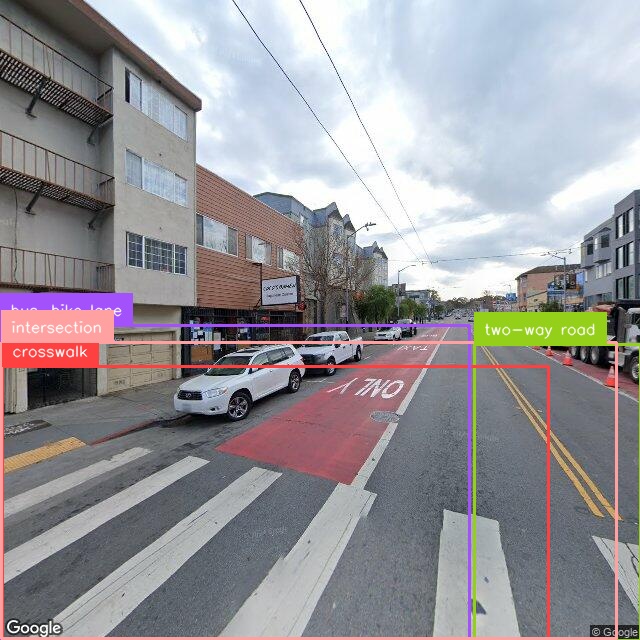 bus, bike lane
intersection
crosswalk
two-way road
ONLY
TAXI
Google
© Google